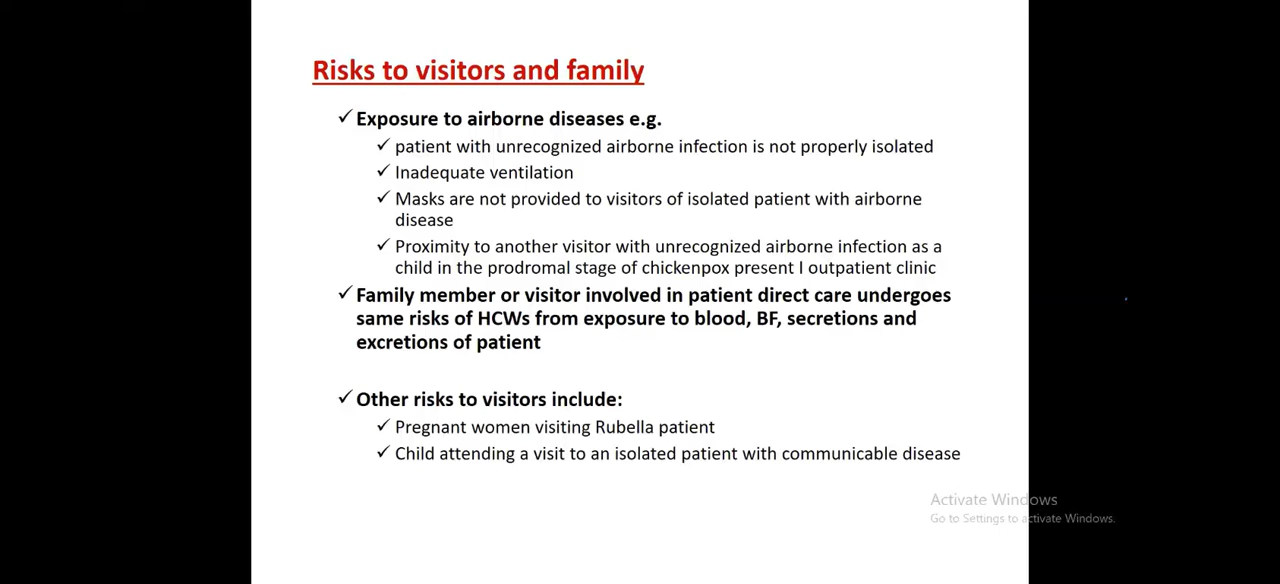 Risks to visitors and family
✓ Exposure to airborne diseases e.g.
✓ patient with unrecognized airborne infection is not properly isolated
✓ Inadequate ventilation
✓ Masks are not provided to visitors of isolated patient with airborne
disease
✓ Proximity to another visitor with unrecognized airborne infection as a
child in the prodromal stage of chickenpox present I outpatient clinic
✓ Family member or visitor involved in patient direct care undergoes
same risks of HCWs from exposure to blood, BF, secretions and
excretions of patient
✓ Other risks to visitors include:
✓ Pregnant women visiting Rubella patient
✓ Child attending a visit to an isolated patient with communicable disease
Activate Windows
Go to Settings to activate Windows.